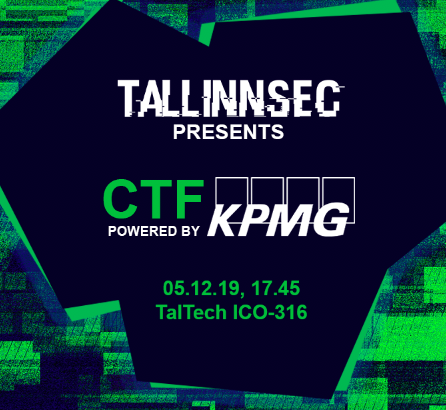 TALLINNSEC
PRESENTS
CTF KPMG
POWERED BY
05.12.19, 17.45
TalTech ICO-316